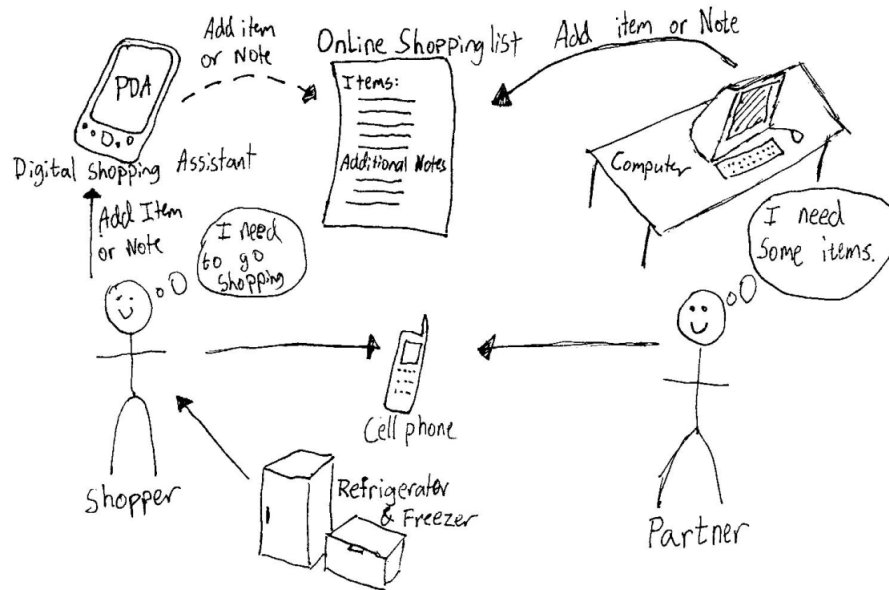 Add item
or Note
PDA
Digital Shopping Assistant
Online Shopping list
Items:
Additional Notes
Add item or Note
Computer
Add Item
or Note
I need
to go
Shopping
I need
Some items.
Cell phone
Shopper
Refrigerator
& Freezer
Partner